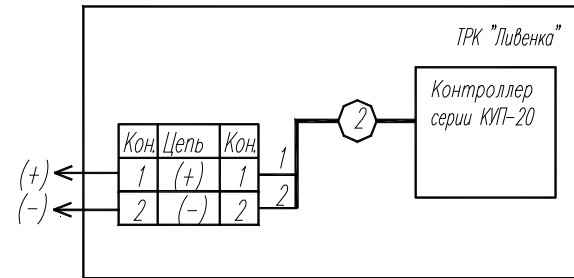 ТРК "Ливенка"
Контроллер
серии КУП-20
2
Кон. Цепь Кон.
(+) 1 (+) 1 1
(-) 2 (-) 2 2